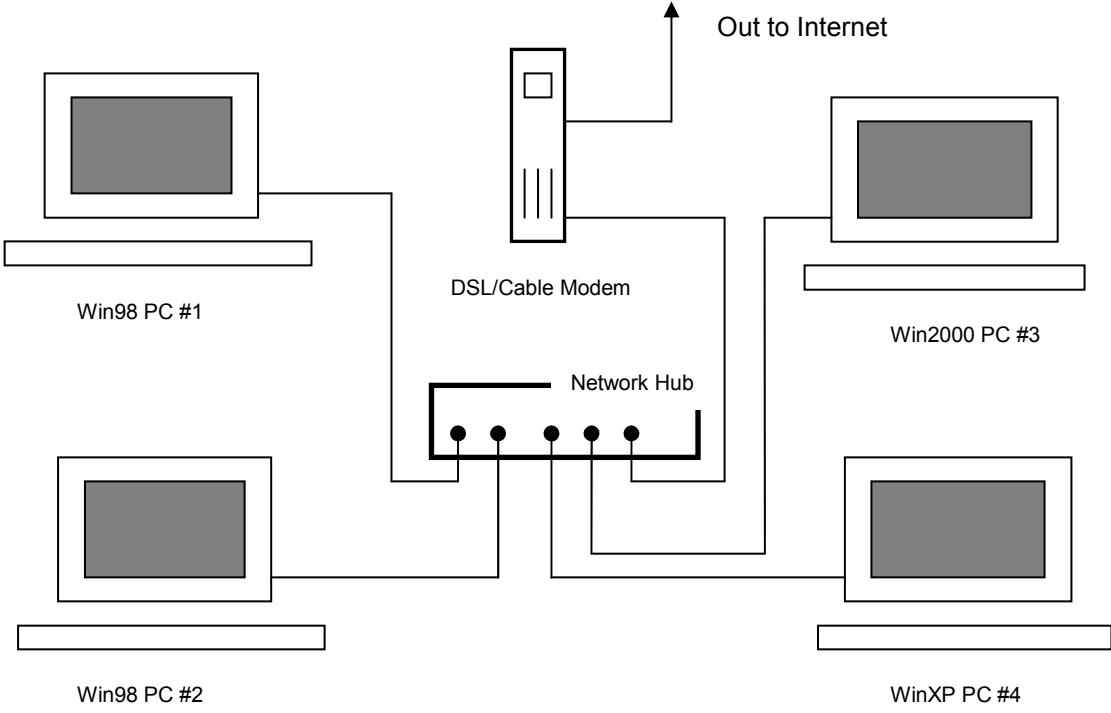 Out to Internet
DSL/Cable Modem
Win98 PC #1
Win2000 PC #3
Network Hub
Win98 PC #2
WinXP PC #4